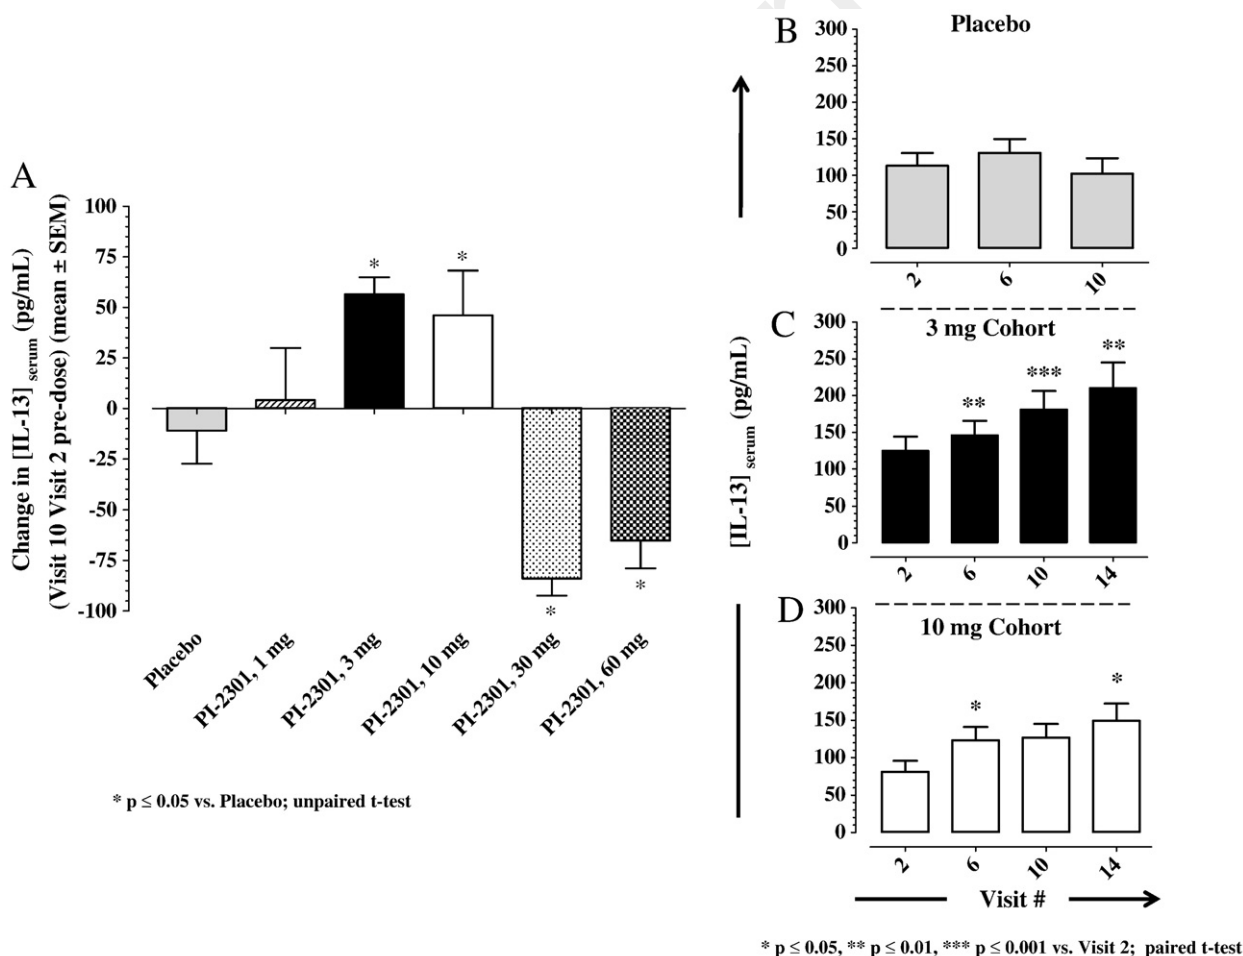 A
Change in [IL-13] serum (pg/mL)
(Visit 10 Visit 2 pre-dose) (mean ± SEM)
100
75
50
25
0
-25
-50
-75
-100
*
*
*
*
Placebo
PI-2301, 1 mg
PI-2301, 3 mg
PI-2301, 10 mg
PI-2301, 30 mg
PI-2301, 60 mg
* p ≤ 0.05 vs. Placebo; unpaired t-test
[IL-13] serum (pg/mL)
B
Placebo
300
250
200
150
100
50
0
2
6
10
C
3 mg Cohort
300
250
200
150
100
50
0
**
***
**
2
6
10
14
D
10 mg Cohort
300
250
200
150
100
50
0
*
*
2
6
10
14
Visit #
* p ≤ 0.05, ** p ≤ 0.01, *** p ≤ 0.001 vs. Visit 2; paired t-test